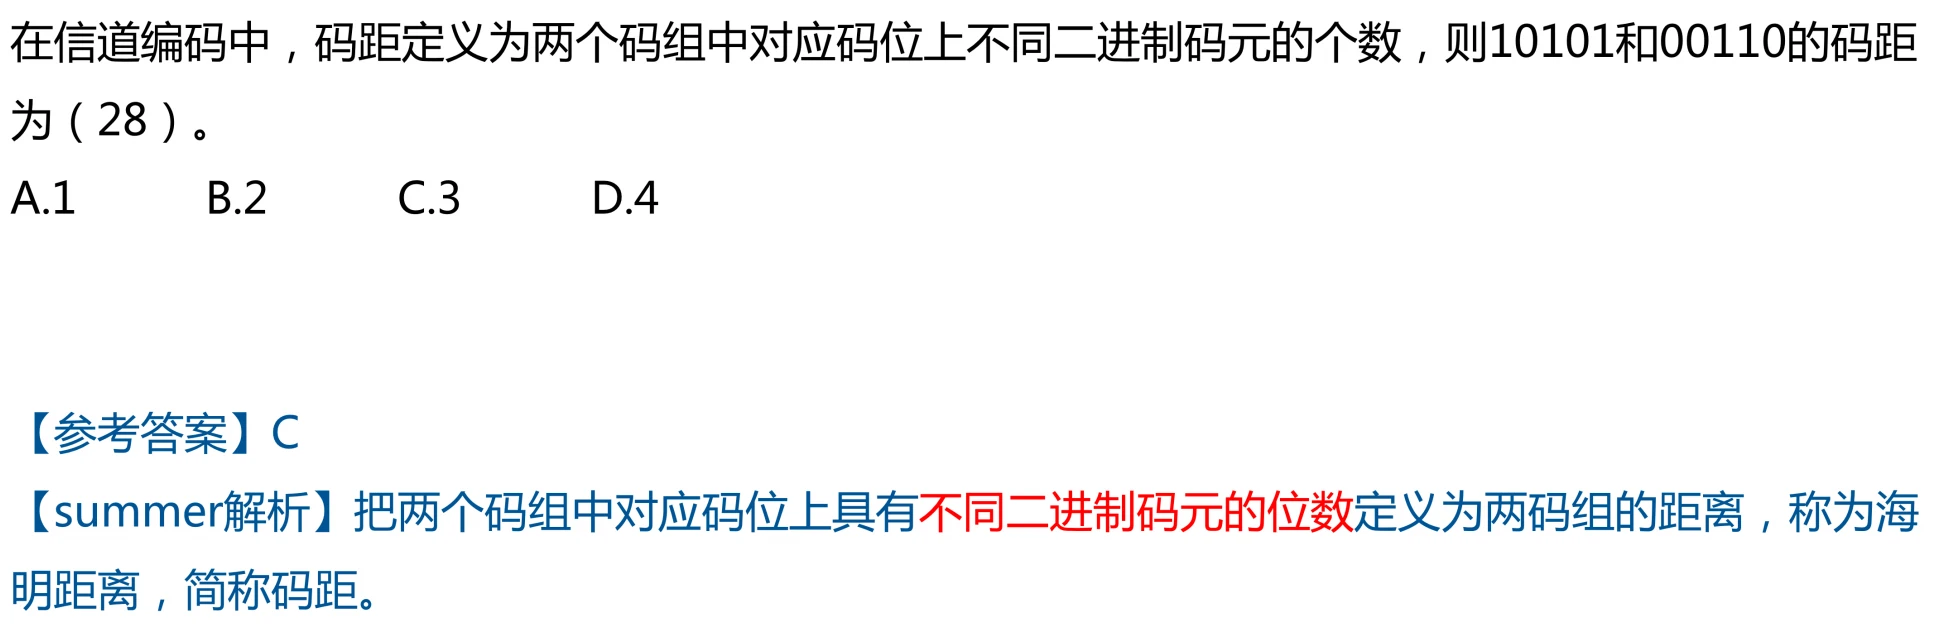 在信道编码中，码距定义为两个码组中对应码位上不同二进制码元的个数，则10101和00110的码距
为（28）。
A.1 B.2 C.3 D.4
【参考答案】C
【summer解析】把两个码组中对应码位上具有不同二进制码元的位数定义为两码组的距离，称为海
明距离，简称码距。